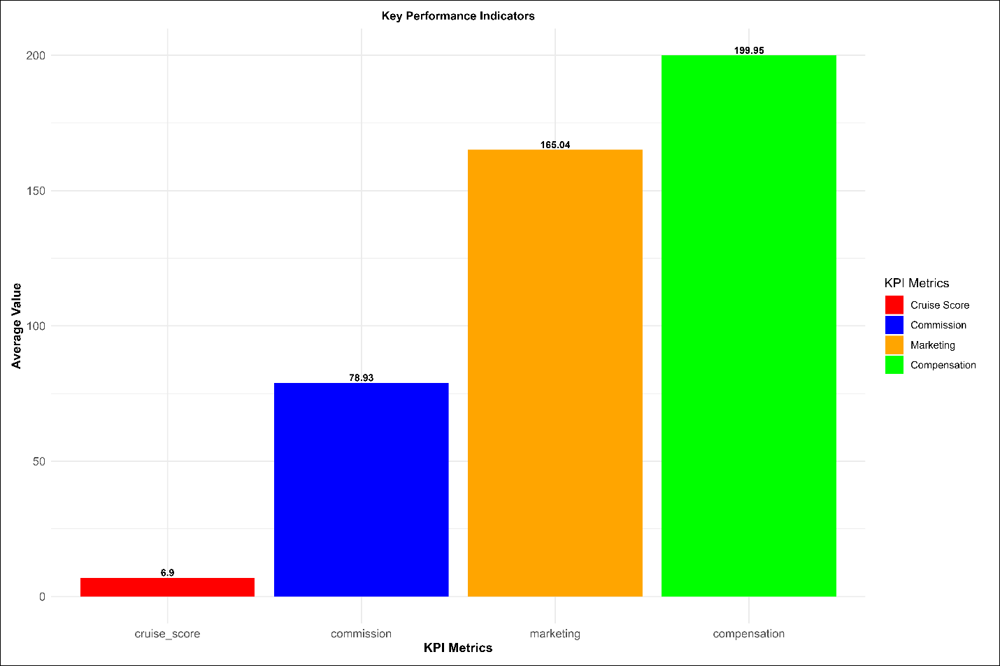 Key Performance Indicators
199.95
200
165.04
150
Average Value
100
78.93
50
6.9
0
cruise_score
commission
marketing
compensation
KPI Metrics
KPI Metrics
Cruise Score
Commission
Marketing
Compensation